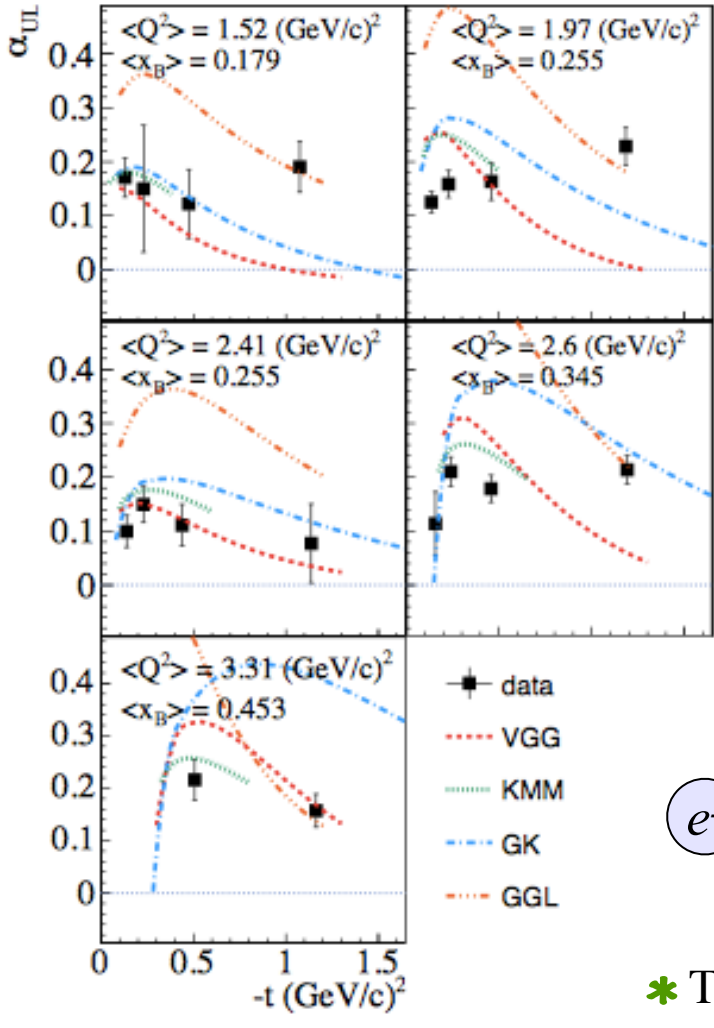 α_UL
<Q²> = 1.52 (GeV/c)²
<x_B> = 0.179
<Q²> = 1.97 (GeV/c)²
<x_B> = 0.255
0.4
0.3
0.2
0.1
0
<Q²> = 2.41 (GeV/c)²
<x_B> = 0.255
<Q²> = 2.6 (GeV/c)²
<x_B> = 0.345
0.4
0.3
0.2
0.1
0
<Q²> = 3.31 (GeV/c)²
<x_B> = 0.453
0.4
0.3
0.2
0.1
0
data
VGG
KMM
GK
GGL
e
0 0.5 1 1.5
-t (GeV/c)²
* T